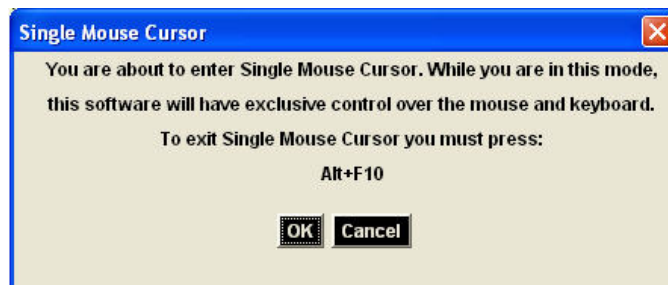 Single Mouse Cursor
You are about to enter Single Mouse Cursor. While you are in this mode,
this software will have exclusive control over the mouse and keyboard.
To exit Single Mouse Cursor you must press:
Alt+F10
OK Cancel